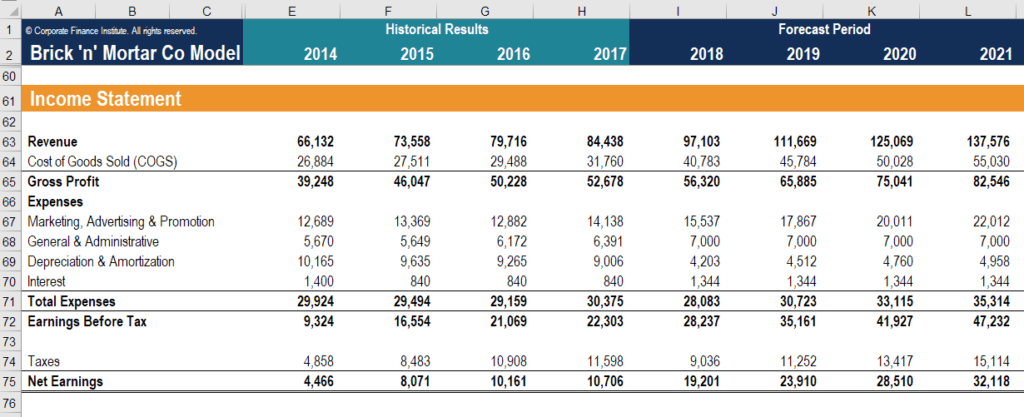 A B C E F G H I J K L
1 © Corporate Finance Institute. All rights reserved. Historical Results Forecast Period
2 Brick 'n' Mortar Co Model 2014 2015 2016 2017 2018 2019 2020 2021
60
61 Income Statement
62
63 Revenue 66,132 73,558 79,716 84,438 97,103 111,669 125,069 137,576
64 Cost of Goods Sold (COGS) 26,884 27,511 29,488 31,760 40,783 45,784 50,028 55,030
65 Gross Profit 39,248 46,047 50,228 52,678 56,320 65,885 75,041 82,546
66 Expenses
67 Marketing, Advertising & Promotion 12,689 13,369 12,882 14,138 15,537 17,867 20,011 22,012
68 General & Administrative 5,670 5,649 6,172 6,391 7,000 7,000 7,000 7,000
69 Depreciation & Amortization 10,165 9,635 9,265 9,006 4,203 4,512 4,760 4,958
70 Interest 1,400 840 840 840 1,344 1,344 1,344 1,344
71 Total Expenses 29,924 29,494 29,159 30,375 28,083 30,723 33,115 35,314
72 Earnings Before Tax 9,324 16,554 21,069 22,303 28,237 35,161 41,927 47,232
73
74 Taxes 4,858 8,483 10,908 11,598 9,036 11,252 13,417 15,114
75 Net Earnings 4,466 8,071 10,161 10,706 19,201 23,910 28,510 32,118
76